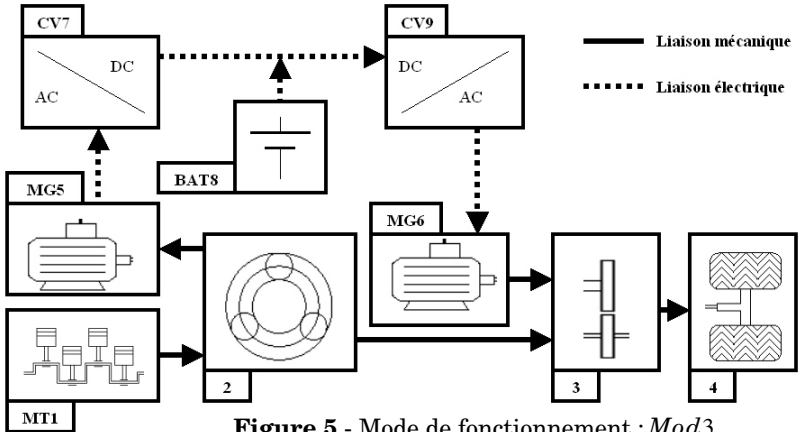 CV7
CV9
DC
AC
DC
AC
Liaison mécanique
Liaison électrique
BAT8
MG5
MG6
2
3
4
MT1
Figure 5 - Mode de fonctionnement : Mod3